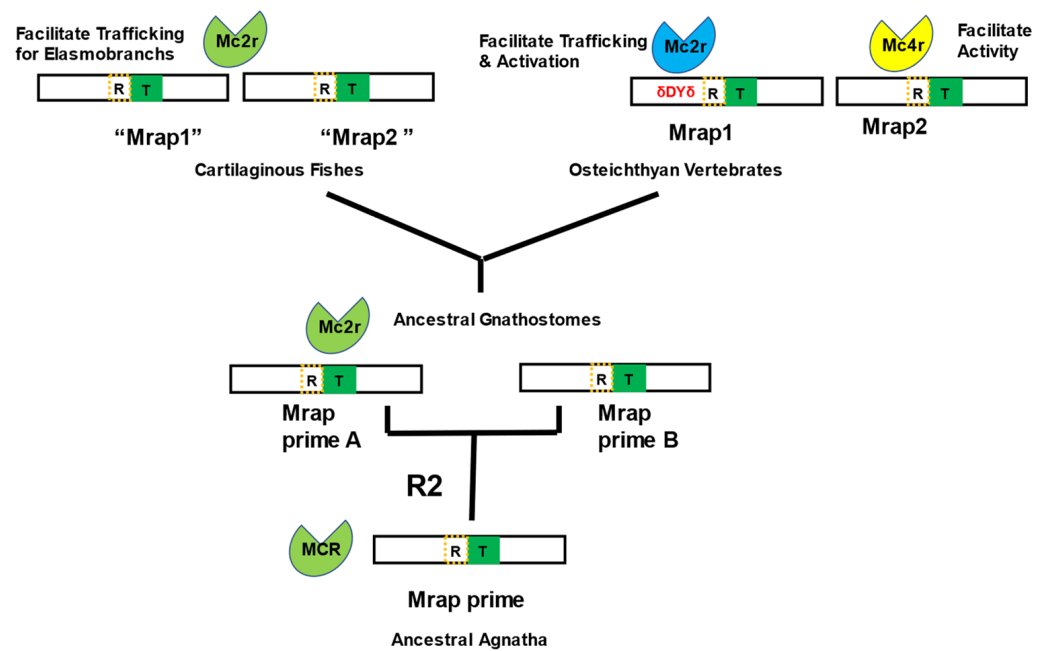 Facilitate Trafficking
for Elasmobranchs
Mc2r
R T
R T
"Mrap1"
"Mrap2 "
Cartilaginous Fishes
Facilitate Trafficking
& Activation
Mc2r
Mc4r
Facilitate
Activity
δDYδ R T
R T
Mrap1
Mrap2
Osteichthyan Vertebrates
Mc2r
Ancestral Gnathostomes
R T
R T
Mrap
prime A
Mrap
prime B
R2
MCR
R T
Mrap prime
Ancestral Agnatha